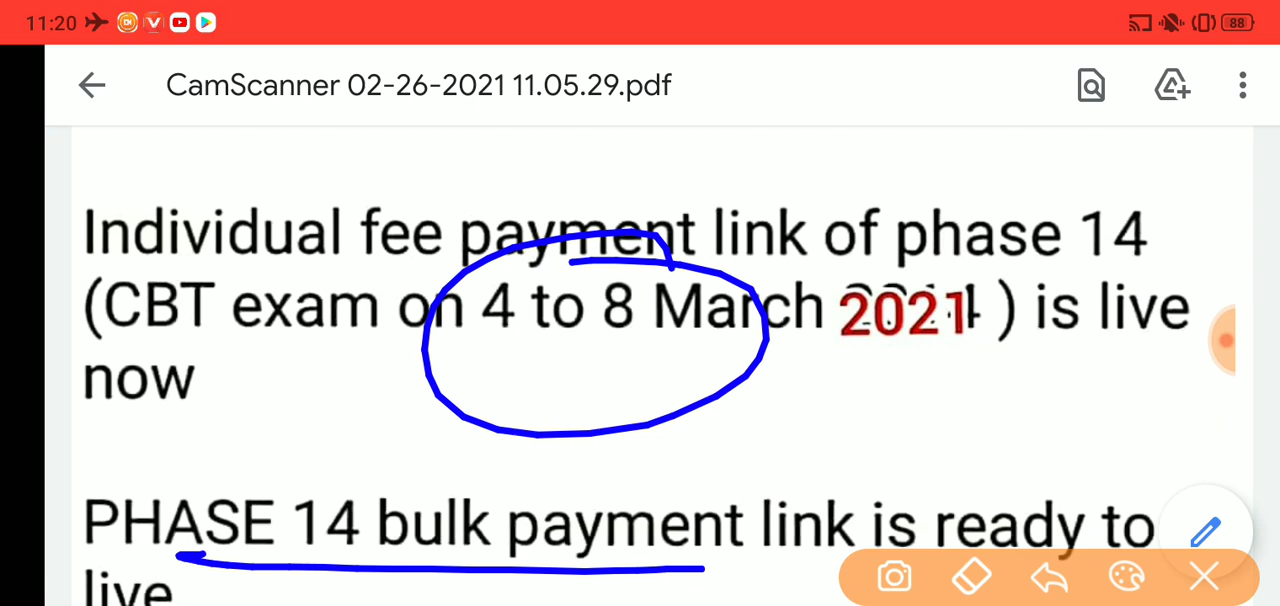 11:20 88
CamScanner 02-26-2021 11.05.29.pdf
Individual fee payment link of phase 14
(CBT exam on 4 to 8 March 2021 ) is live
now
PHASE 14 bulk payment link is ready to
live